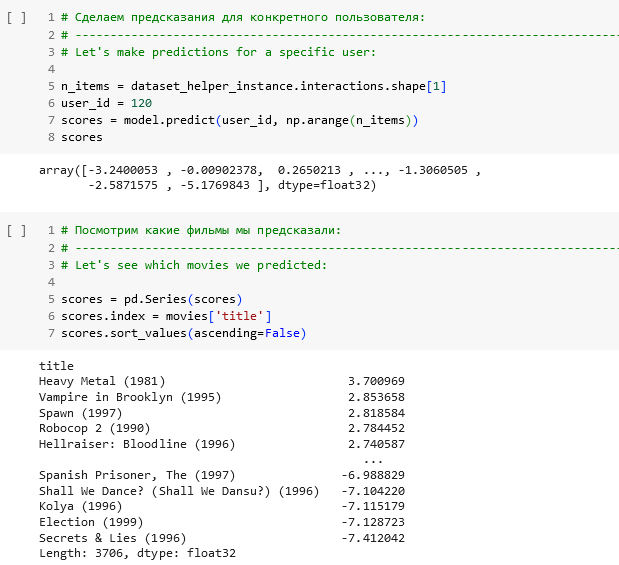 [ ] 1 # Сделаем предсказания для конкретного пользователя:
2 # -----------------------------------------------------------------------------
3 # Let's make predictions for a specific user:
4
5 n_items = dataset_helper_instance.interactions.shape[1]
6 user_id = 120
7 scores = model.predict(user_id, np.arange(n_items))
8 scores
array([-3.2400053 , -0.00902378,  0.2650213 , ..., -1.3060505 ,
       -2.5871575 , -5.1769843 ], dtype=float32)
[ ] 1 # Посмотрим какие фильмы мы предсказали:
2 # -----------------------------------------------------------------------------
3 # Let's see which movies we predicted:
4
5 scores = pd.Series(scores)
6 scores.index = movies['title']
7 scores.sort_values(ascending=False)
title
Heavy Metal (1981)                          3.700969
Vampire in Brooklyn (1995)                  2.853658
Spawn (1997)                                2.818584
Robocop 2 (1990)                            2.784452
Hellraiser: Bloodline (1996)                2.740587
                                              ...
Spanish Prisoner, The (1997)               -6.988829
Shall We Dance? (Shall We Dansu?) (1996)   -7.104220
Kolya (1996)                               -7.115179
Election (1999)                            -7.128723
Secrets & Lies (1996)                      -7.412042
Length: 3706, dtype: float32